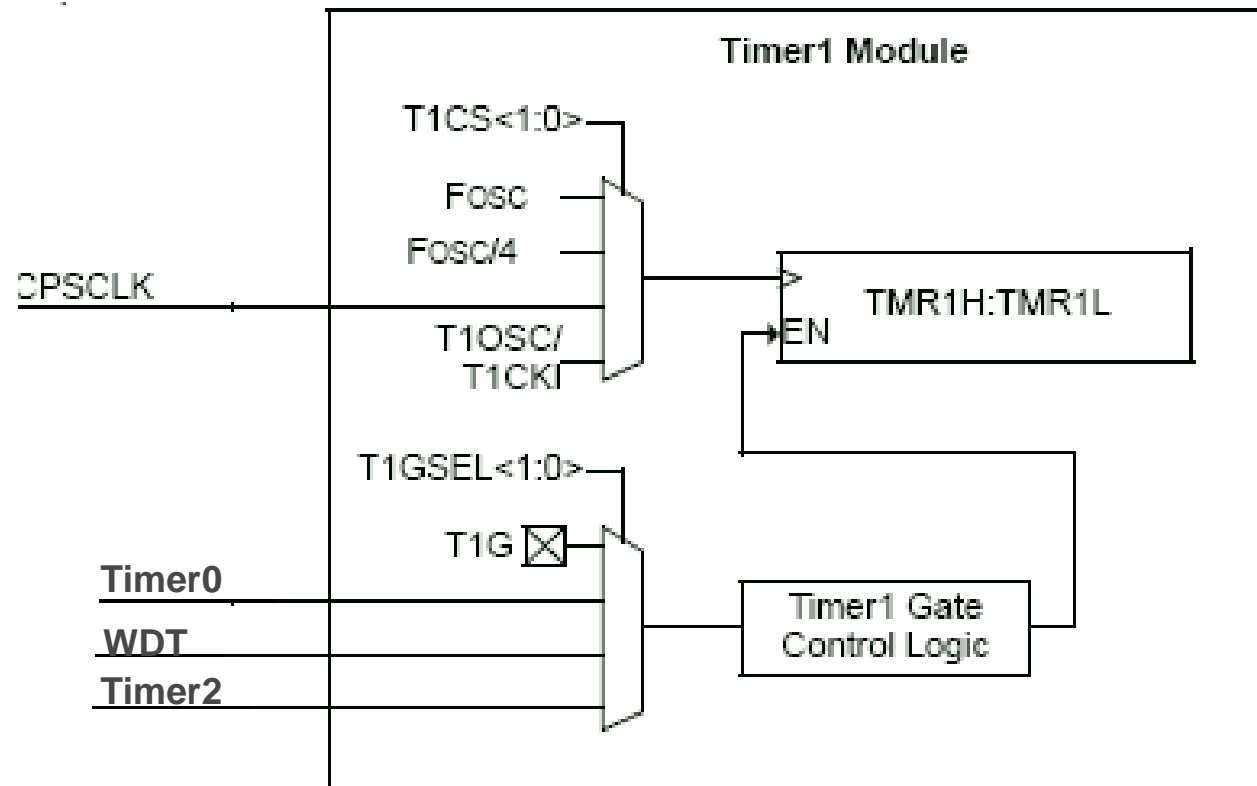 Timer1 Module
T1CS<1:0>
FOSC
FOSC/4
CPSCLK
T1OSC/
T1CKI
TMR1H:TMR1L
EN
T1GSEL<1:0>
T1G
Timer0
WDT
Timer2
Timer1 Gate
Control Logic